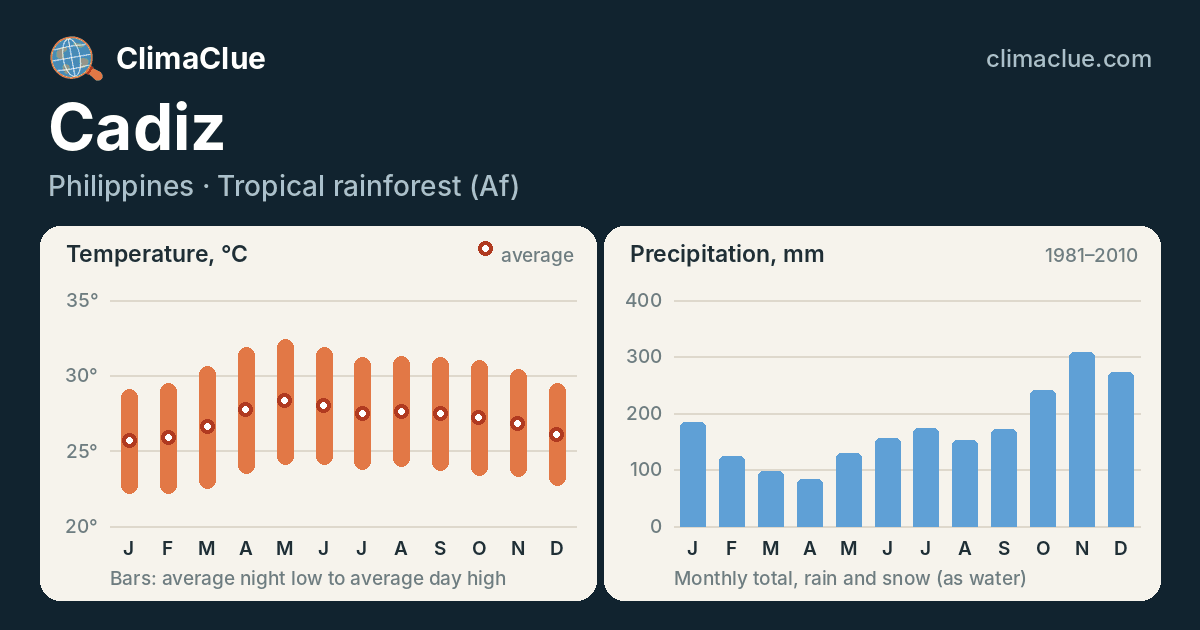 ClimaClue
climaclue.com
Cadiz
Philippines · Tropical rainforest (Af)
Temperature, °C
average
35°
30°
25°
20°
J F M A M J J A S O N D
Bars: average night low to average day high
Precipitation, mm
1981–2010
400
300
200
100
0
J F M A M J J A S O N D
Monthly total, rain and snow (as water)